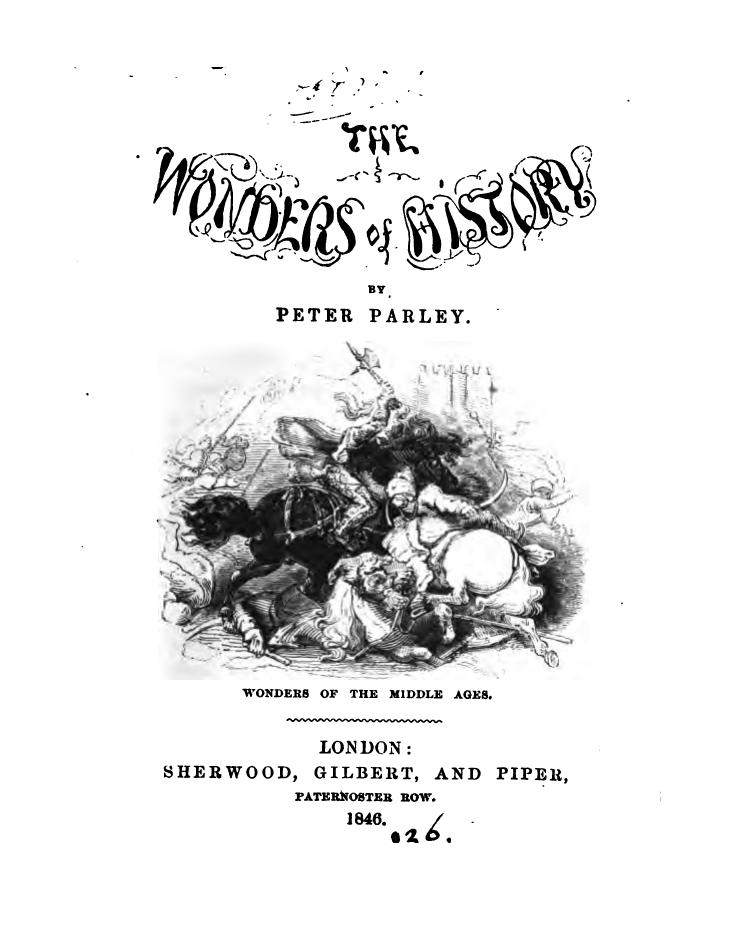 THE
WONDERS of HISTORY
BY
PETER PARLEY.
WONDERS OF THE MIDDLE AGES.
LONDON:
SHERWOOD, GILBERT, AND PIPER,
PATERNOSTER ROW.
1846.
026.